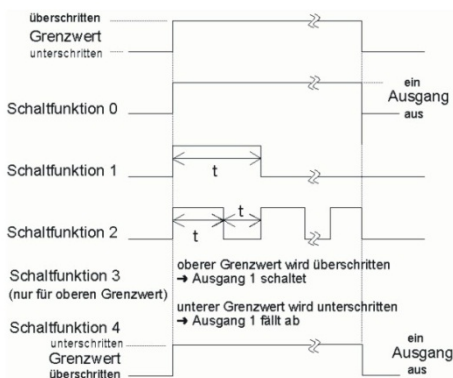 überschritten
Grenzwert
unterschritten
ein
Ausgang
aus
Schaltfunktion 0
Schaltfunktion 1
t
t
Schaltfunktion 2
t
Schaltfunktion 3
(nur für oberen Grenzwert)
oberer Grenzwert wird überschritten
→ Ausgang 1 schaltet
unterer Grenzwert wird unterschritten
→ Ausgang 1 fällt ab
Schaltfunktion 4
unterschritten
Grenzwert
überschritten
ein
Ausgang
aus